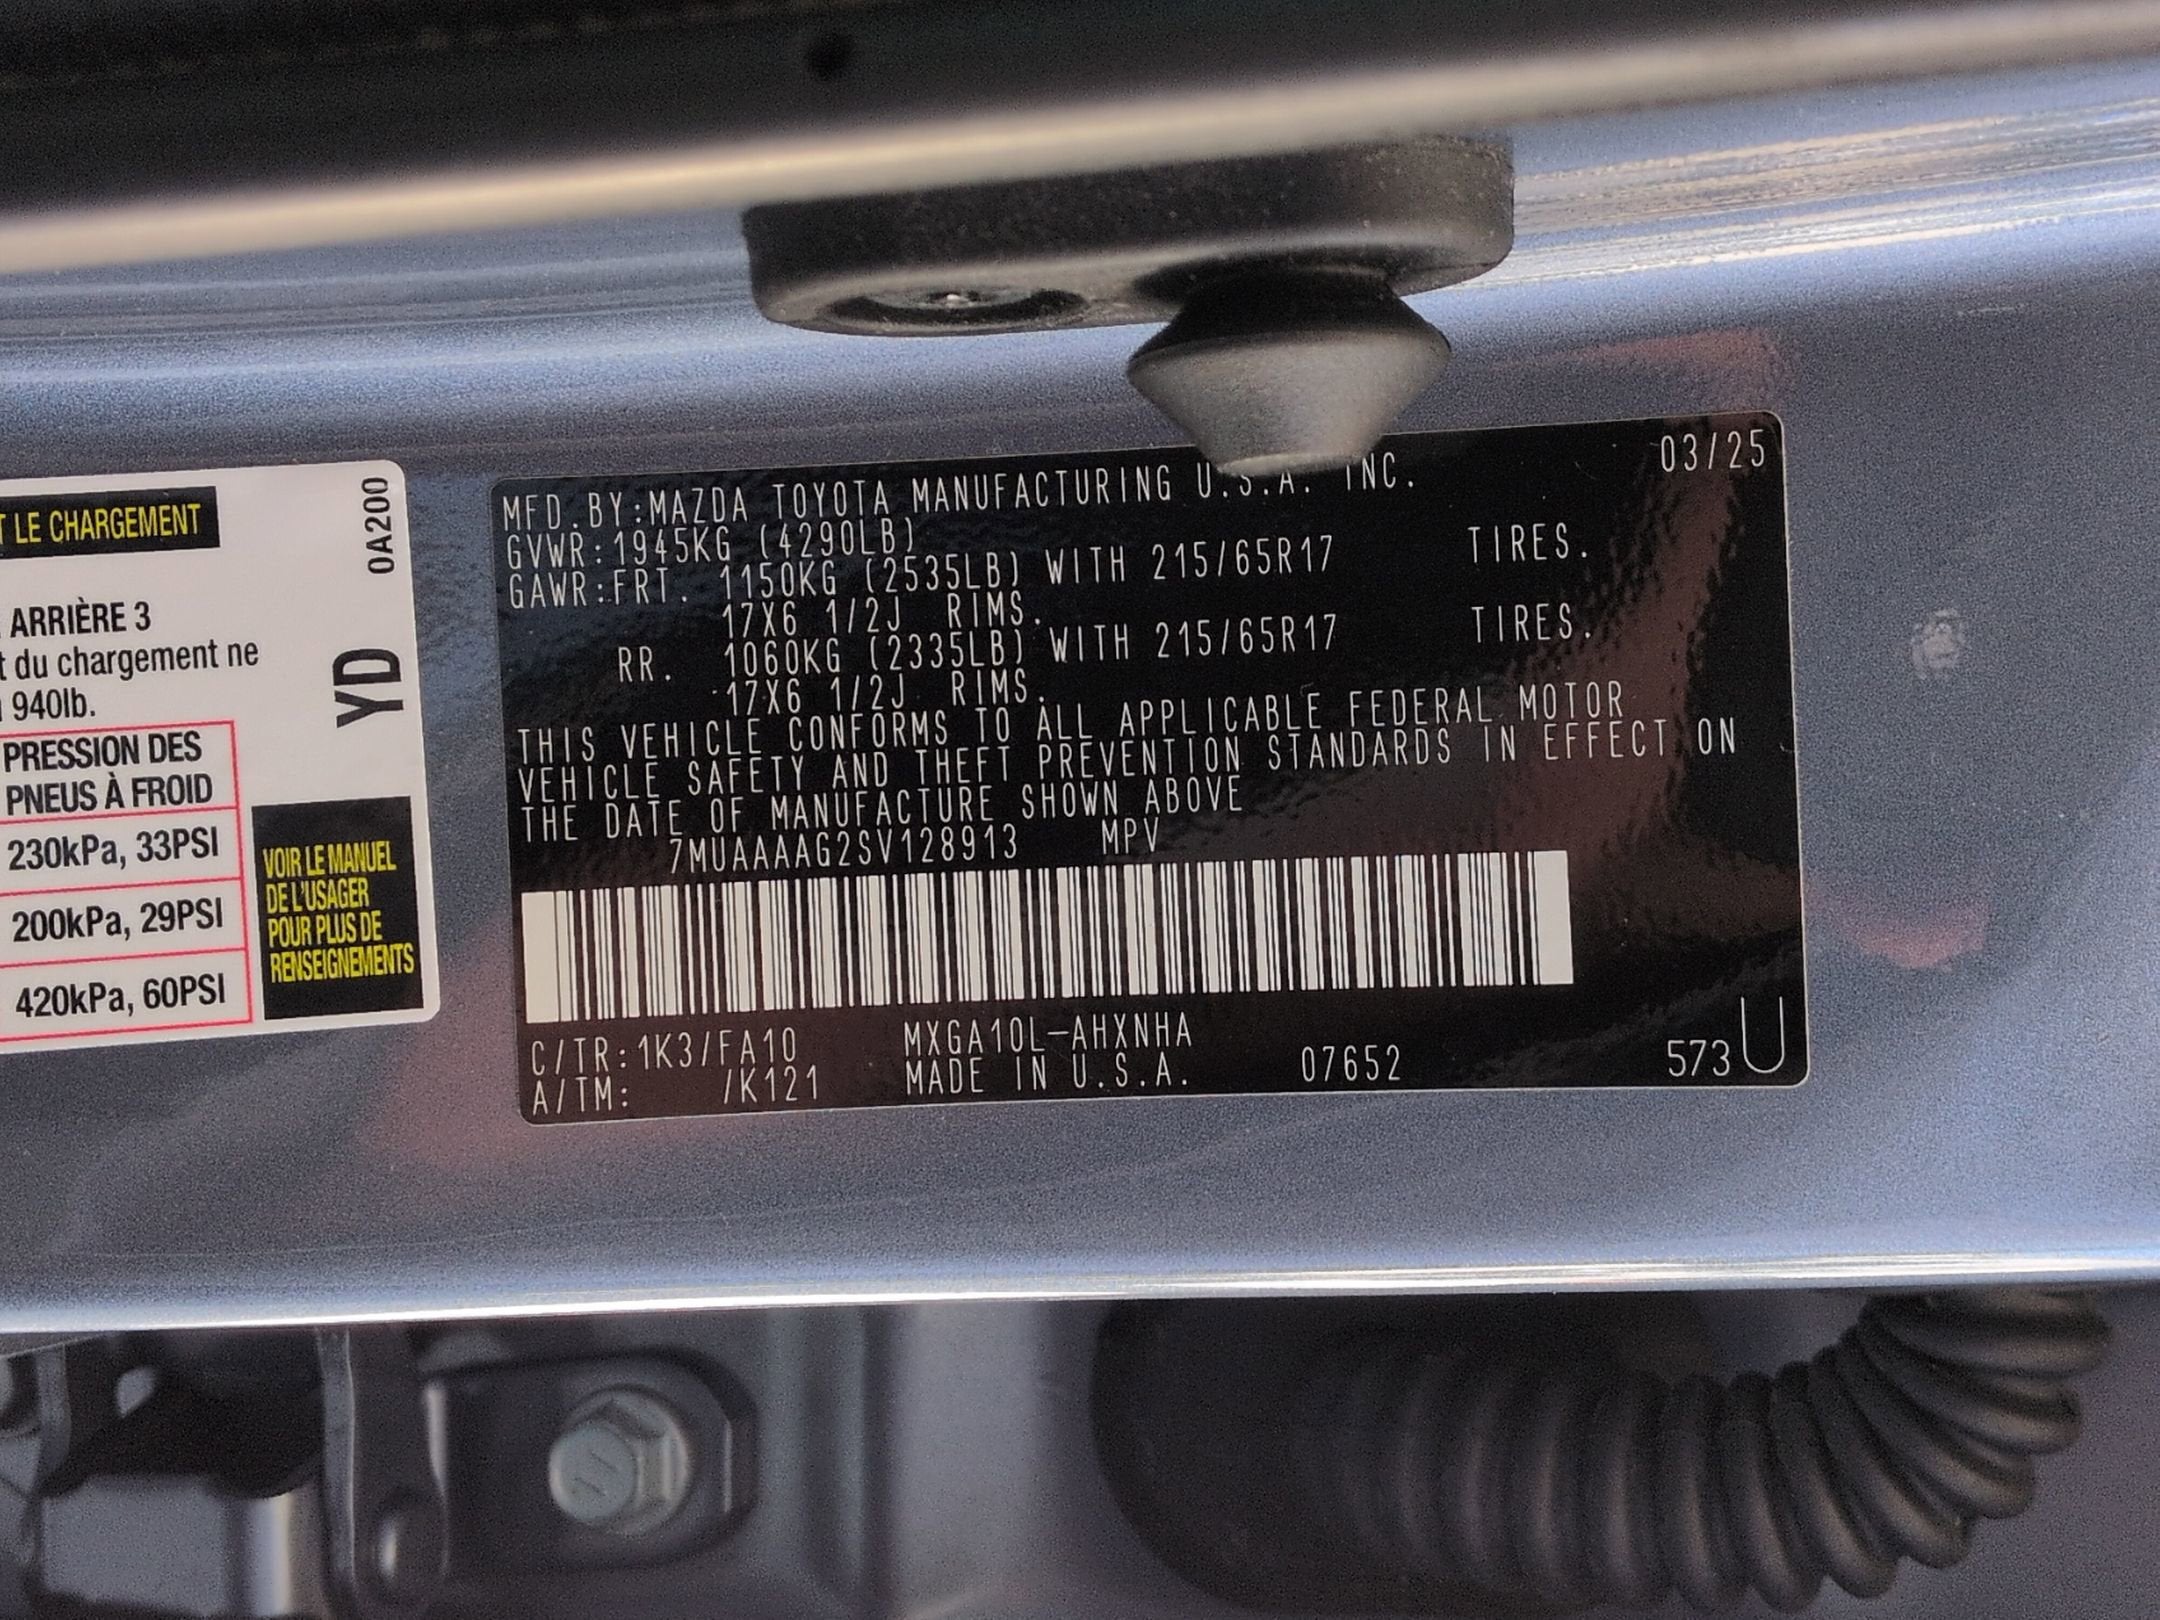 T LE CHARGEMENT
0A200
ARRIÈRE 3
t du chargement ne
940lb.
YD
PRESSION DES
PNEUS À FROID
230kPa, 33PSI
200kPa, 29PSI
420kPa, 60PSI
VOIR LE MANUEL
DE L'USAGER
POUR PLUS DE
RENSEIGNEMENTS
03/25
MFD.BY:MAZDA TOYOTA MANUFACTURING U.S.A. INC.
GVWR:1945KG (4290LB)
GAWR:FRT. 1150KG (2535LB) WITH 215/65R17 TIRES.
17X6 1/2J RIMS.
RR. 1060KG (2335LB) WITH 215/65R17 TIRES.
17X6 1/2J RIMS.
THIS VEHICLE CONFORMS TO ALL APPLICABLE FEDERAL MOTOR
VEHICLE SAFETY AND THEFT PREVENTION STANDARDS IN EFFECT ON
THE DATE OF MANUFACTURE SHOWN ABOVE
7MUAAAAG2SV128913 MPV
C/TR:1K3/FA10 MXGA10L-AHXNHA
A/TM: /K121 MADE IN U.S.A. 07652 573 U